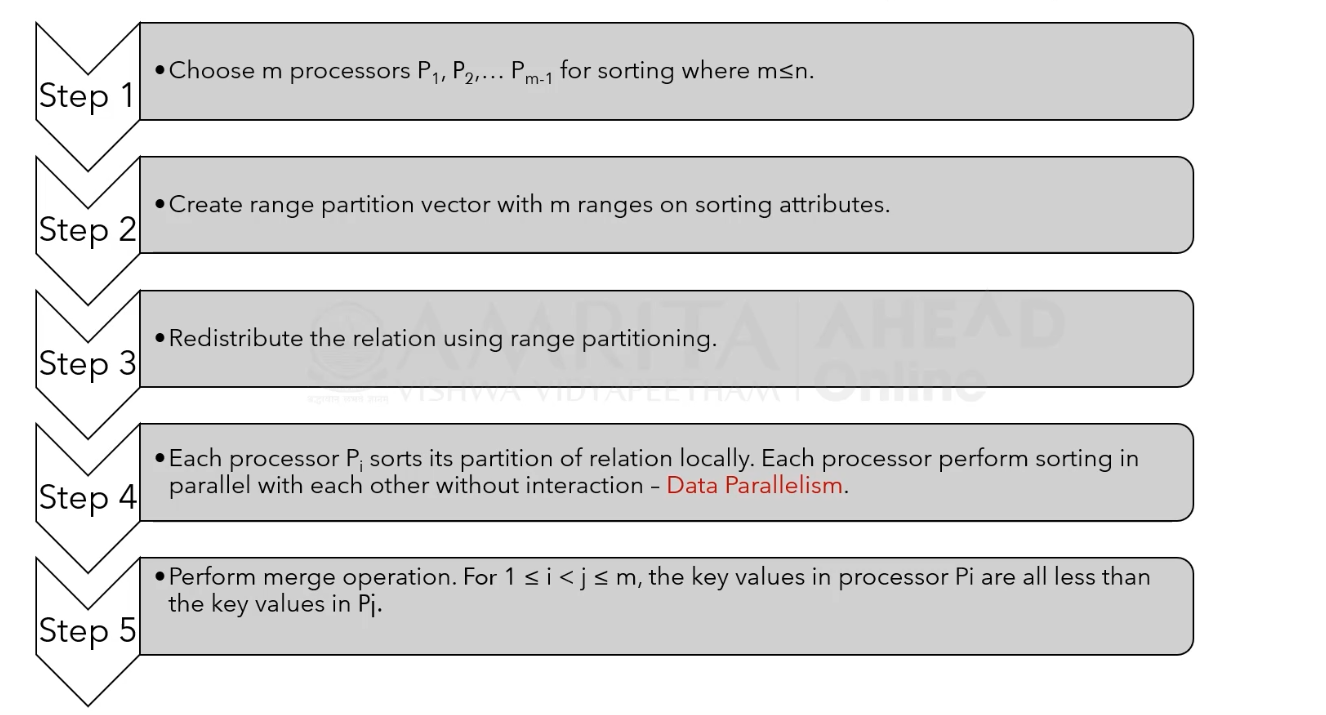 Step 1
•Choose m processors P1, P2,… Pm-1 for sorting where m≤n.
Step 2
•Create range partition vector with m ranges on sorting attributes.
Step 3
•Redistribute the relation using range partitioning.
AMRITA
VISHWA VIDYAPEETHAM
AHEAD
Online
Step 4
•Each processor Pi sorts its partition of relation locally. Each processor perform sorting in
parallel with each other without interaction – Data Parallelism.
Step 5
•Perform merge operation. For 1 ≤ i < j ≤ m, the key values in processor Pi are all less than
the key values in Pj.